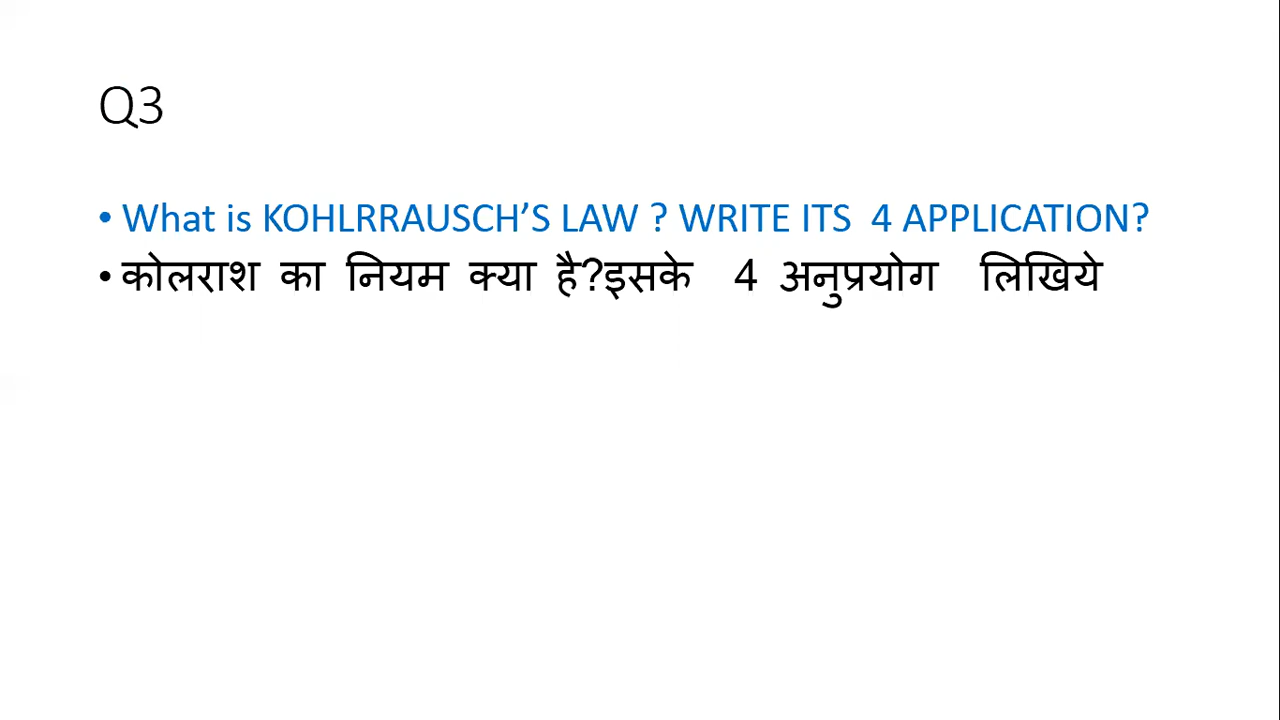 Q3
• What is KOHLRRAUSCH’S LAW ? WRITE ITS 4 APPLICATION?
• कोलराश का नियम क्या है?इसके 4 अनुप्रयोग लिखिये